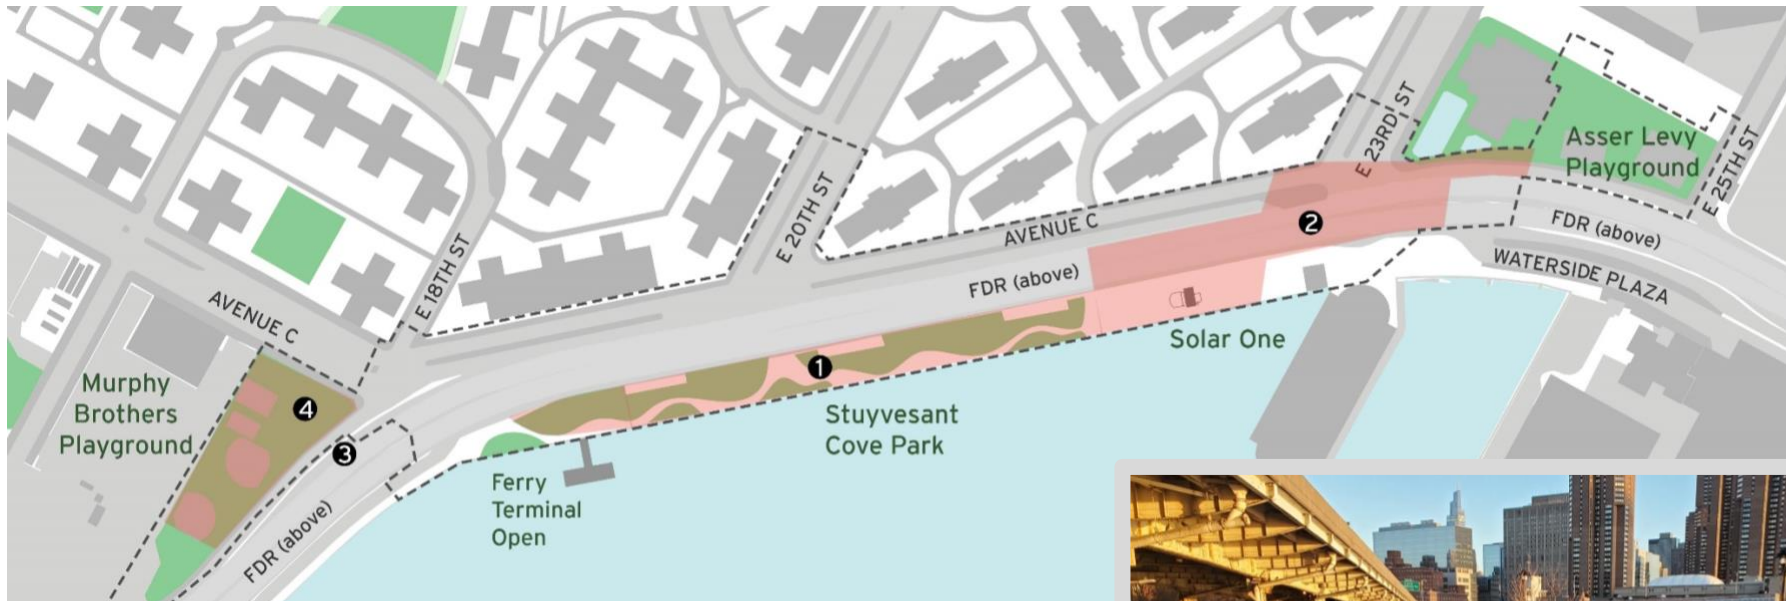 E 23RD ST
Asser Levy
Playground
E 25TH ST
E 20TH ST
AVENUE C
2
FDR (above)
WATERSIDE PLAZA
E 18TH ST
AVENUE C
FDR (above)
Solar One
1
Stuyvesant
Cove Park
Murphy
Brothers
Playground
4
3
Ferry
Terminal
Open
FDR (above)